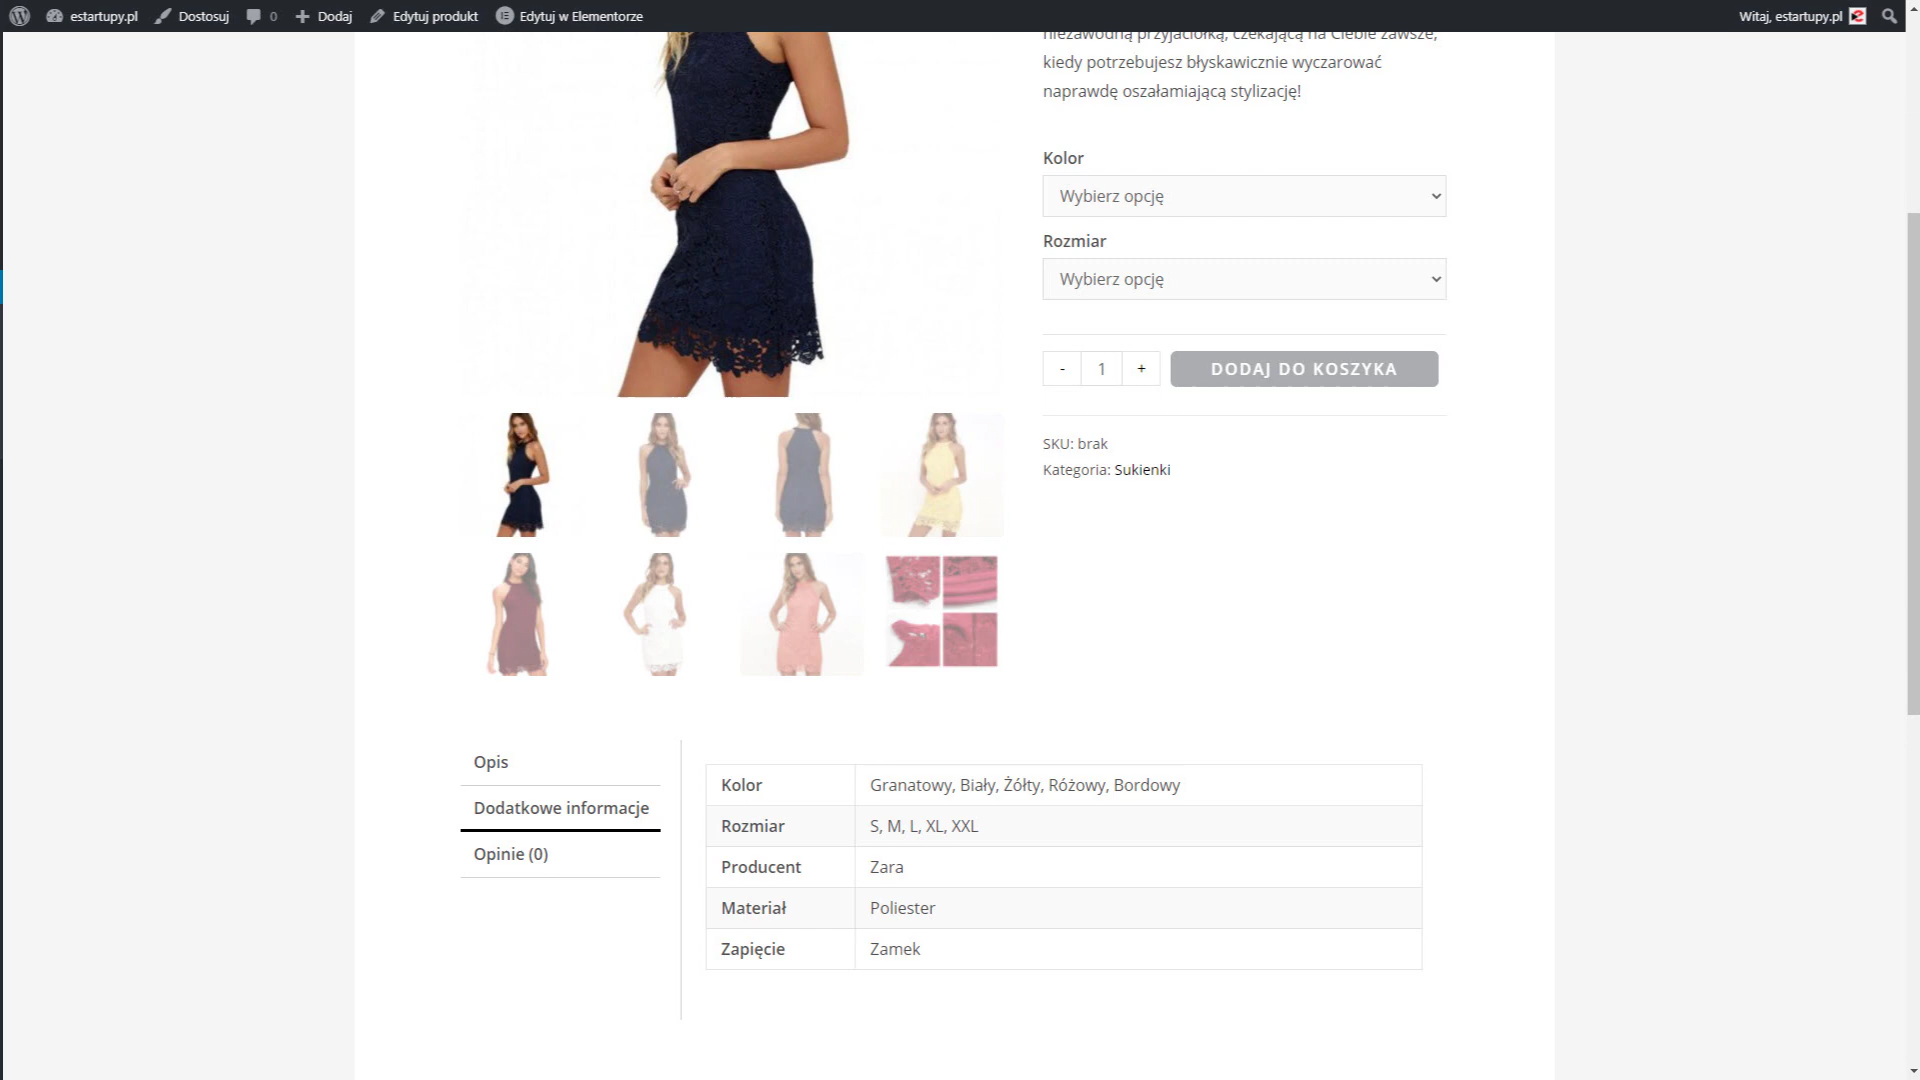 estartupy.pl Dostosuj 0 Dodaj Edytuj produkt Edytuj w Elementorze Witaj, estartupy.pl
niezawodną przyjaciółką, czekającą na Ciebie zawsze,
kiedy potrzebujesz błyskawicznie wyczarować
naprawdę oszałamiającą stylizację!
Kolor
Wybierz opcję
Rozmiar
Wybierz opcję
- 1 + DODAJ DO KOSZYKA
SKU: brak
Kategoria: Sukienki
Opis
Dodatkowe informacje
Opinie (0)
Kolor Granatowy, Biały, Żółty, Różowy, Bordowy
Rozmiar S, M, L, XL, XXL
Producent Zara
Materiał Poliester
Zapięcie Zamek